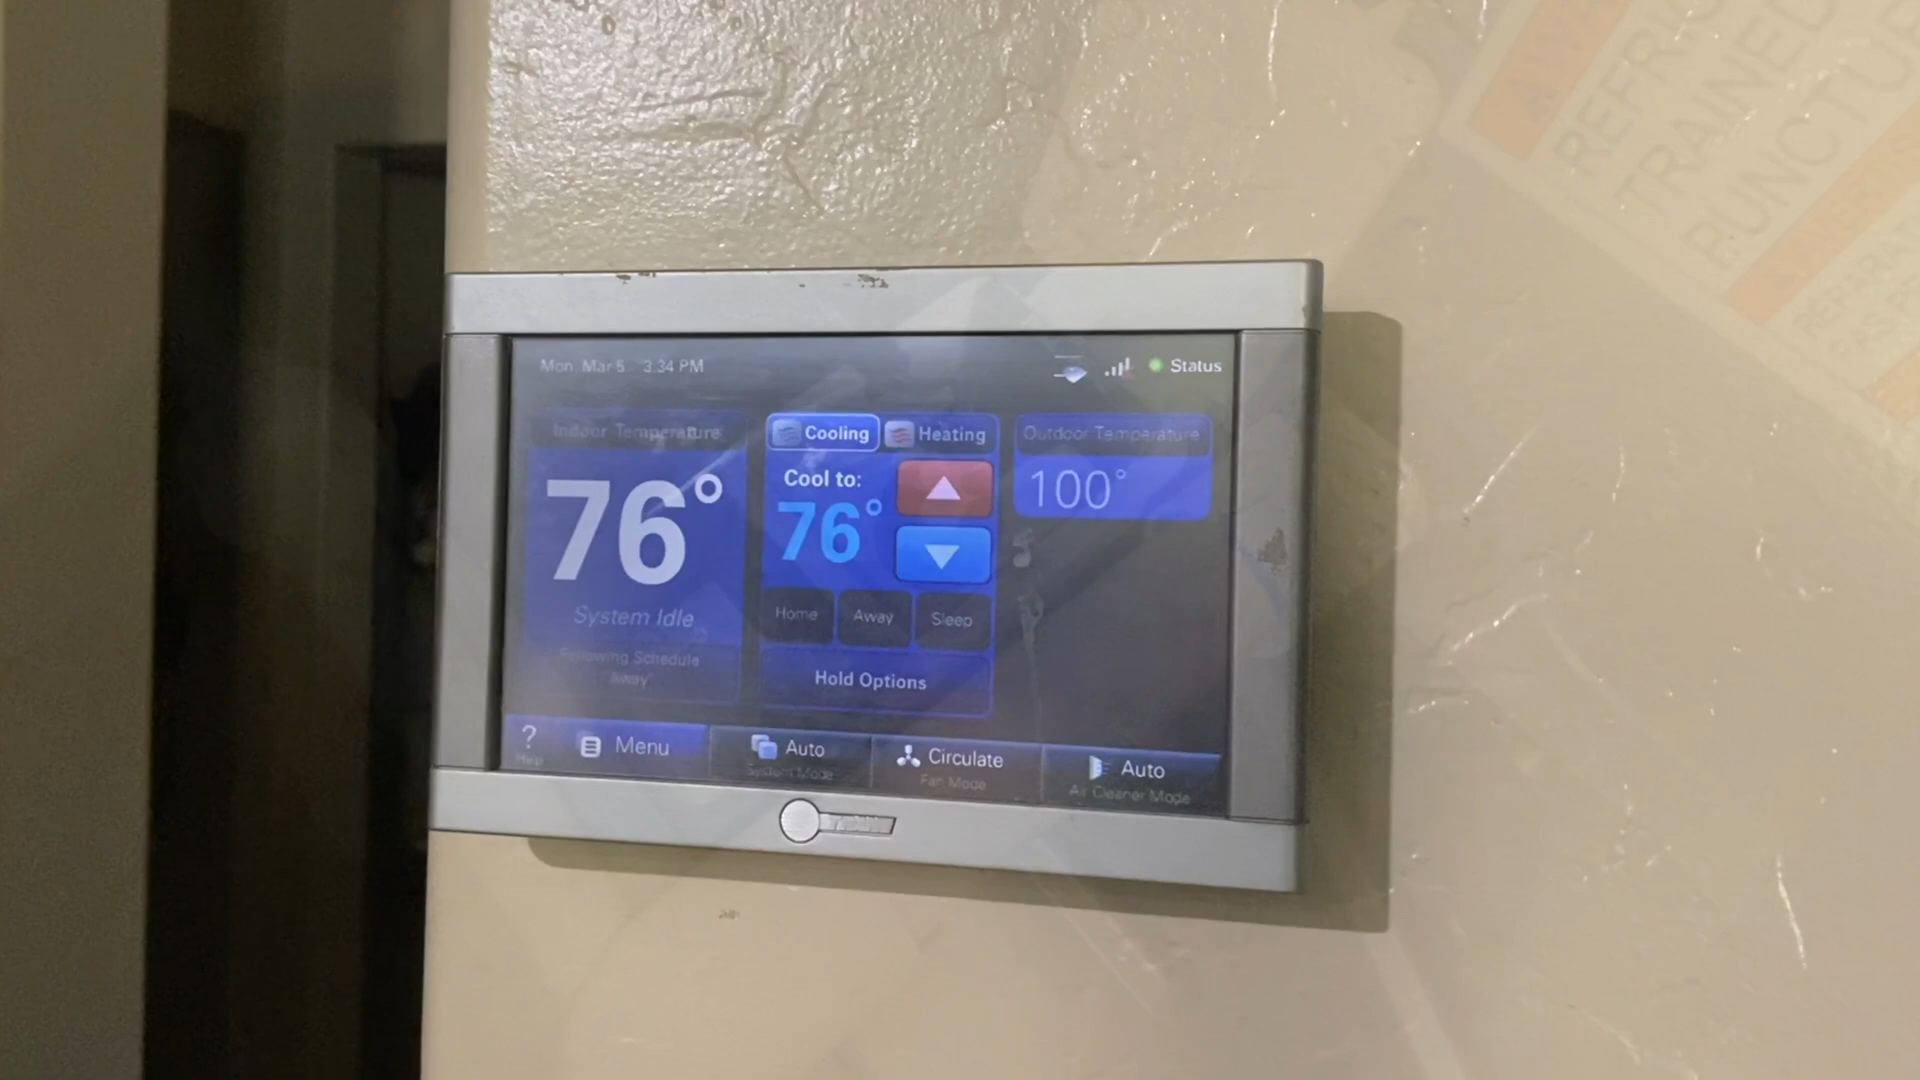 Mon Mar 5 3:34 PM
Status
Indoor Temperature
76°
System Idle
Following Schedule
"Away"
Cooling
Heating
Cool to:
76°
Home
Away
Sleep
Hold Options
Outdoor Temperature
100°
?
Help
Menu
Auto
System Mode
Circulate
Fan Mode
Auto
Air Cleaner Mode
TRAINED